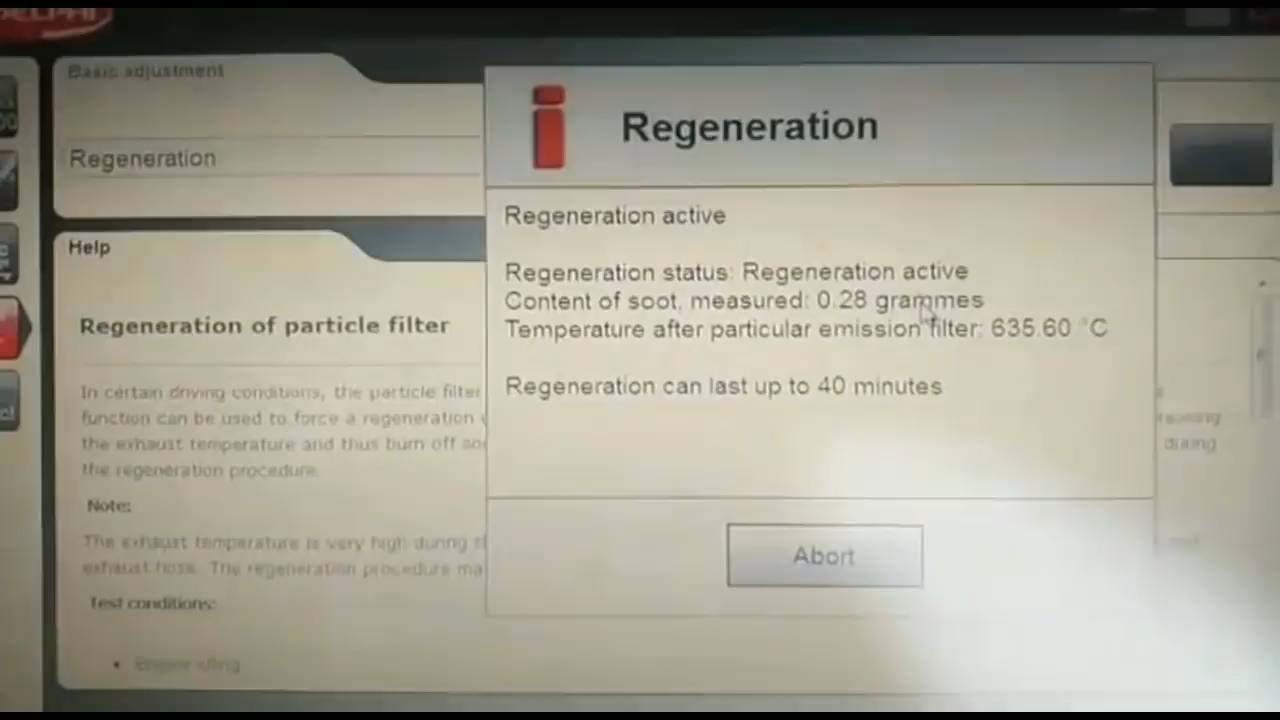 DELPHI
Basic adjustment
Regeneration
Help
Regeneration of particle filter
In certain driving conditions, the particle filter
function can be used to force a regeneration
the exhaust temperature and thus burn off
during
the regeneration procedure.
Note:
The exhaust temperature is very high during
exhaust hose. The regeneration procedure
Test conditions:
• Engine idling
Regeneration
Regeneration active
Regeneration status: Regeneration active
Content of soot, measured: 0.28 grammes
Temperature after particular emission filter: 635.60 °C
Regeneration can last up to 40 minutes
Abort